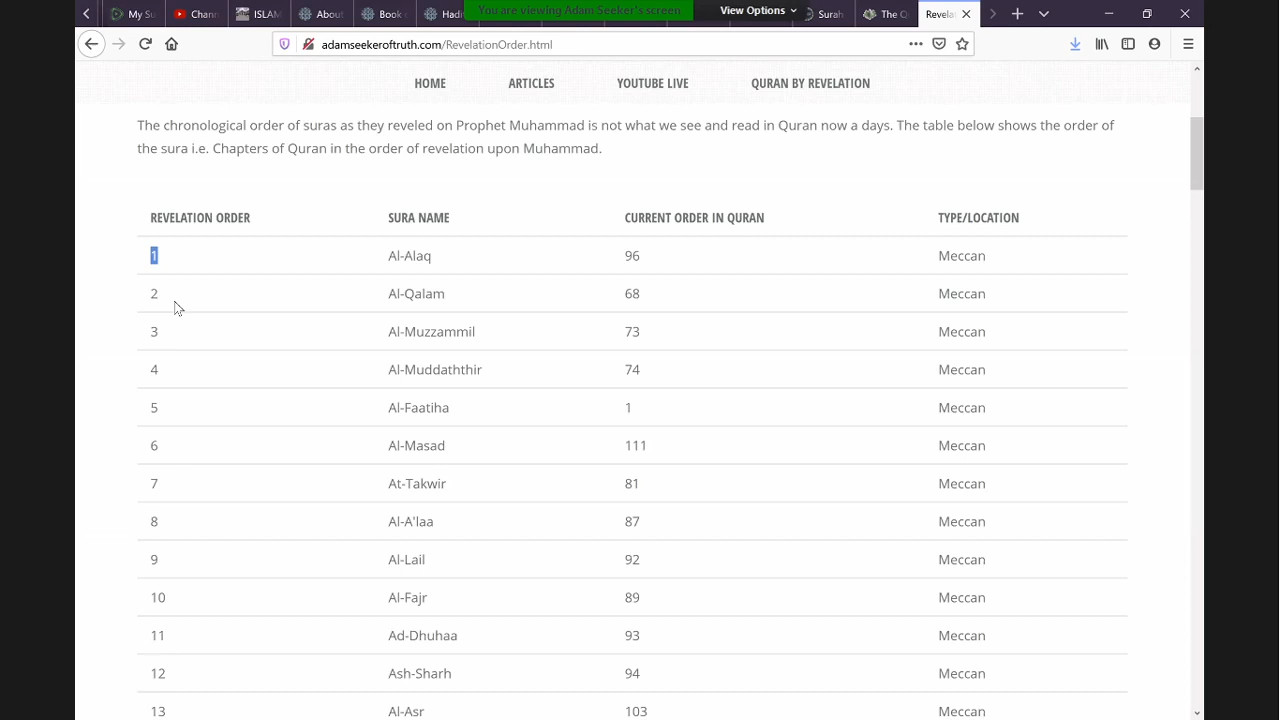 My Su
Chann
ISLAM
About
Booke
Hadi
Surah
The Q
Revela
You are viewing Adam Seeker's screen
View Options
adamseekeroftruth.com/RevelationOrder.html
HOME ARTICLES YOUTUBE LIVE QURAN BY REVELATION
The chronological order of suras as they reveled on Prophet Muhammad is not what we see and read in Quran now a days. The table below shows the order of
the sura i.e. Chapters of Quran in the order of revelation upon Muhammad.
REVELATION ORDER SURA NAME CURRENT ORDER IN QURAN TYPE/LOCATION
1 Al-Alaq 96 Meccan
2 Al-Qalam 68 Meccan
3 Al-Muzzammil 73 Meccan
4 Al-Muddaththir 74 Meccan
5 Al-Faatiha 1 Meccan
6 Al-Masad 111 Meccan
7 At-Takwir 81 Meccan
8 Al-A'laa 87 Meccan
9 Al-Lail 92 Meccan
10 Al-Fajr 89 Meccan
11 Ad-Dhuhaa 93 Meccan
12 Ash-Sharh 94 Meccan
13 Al-Asr 103 Meccan